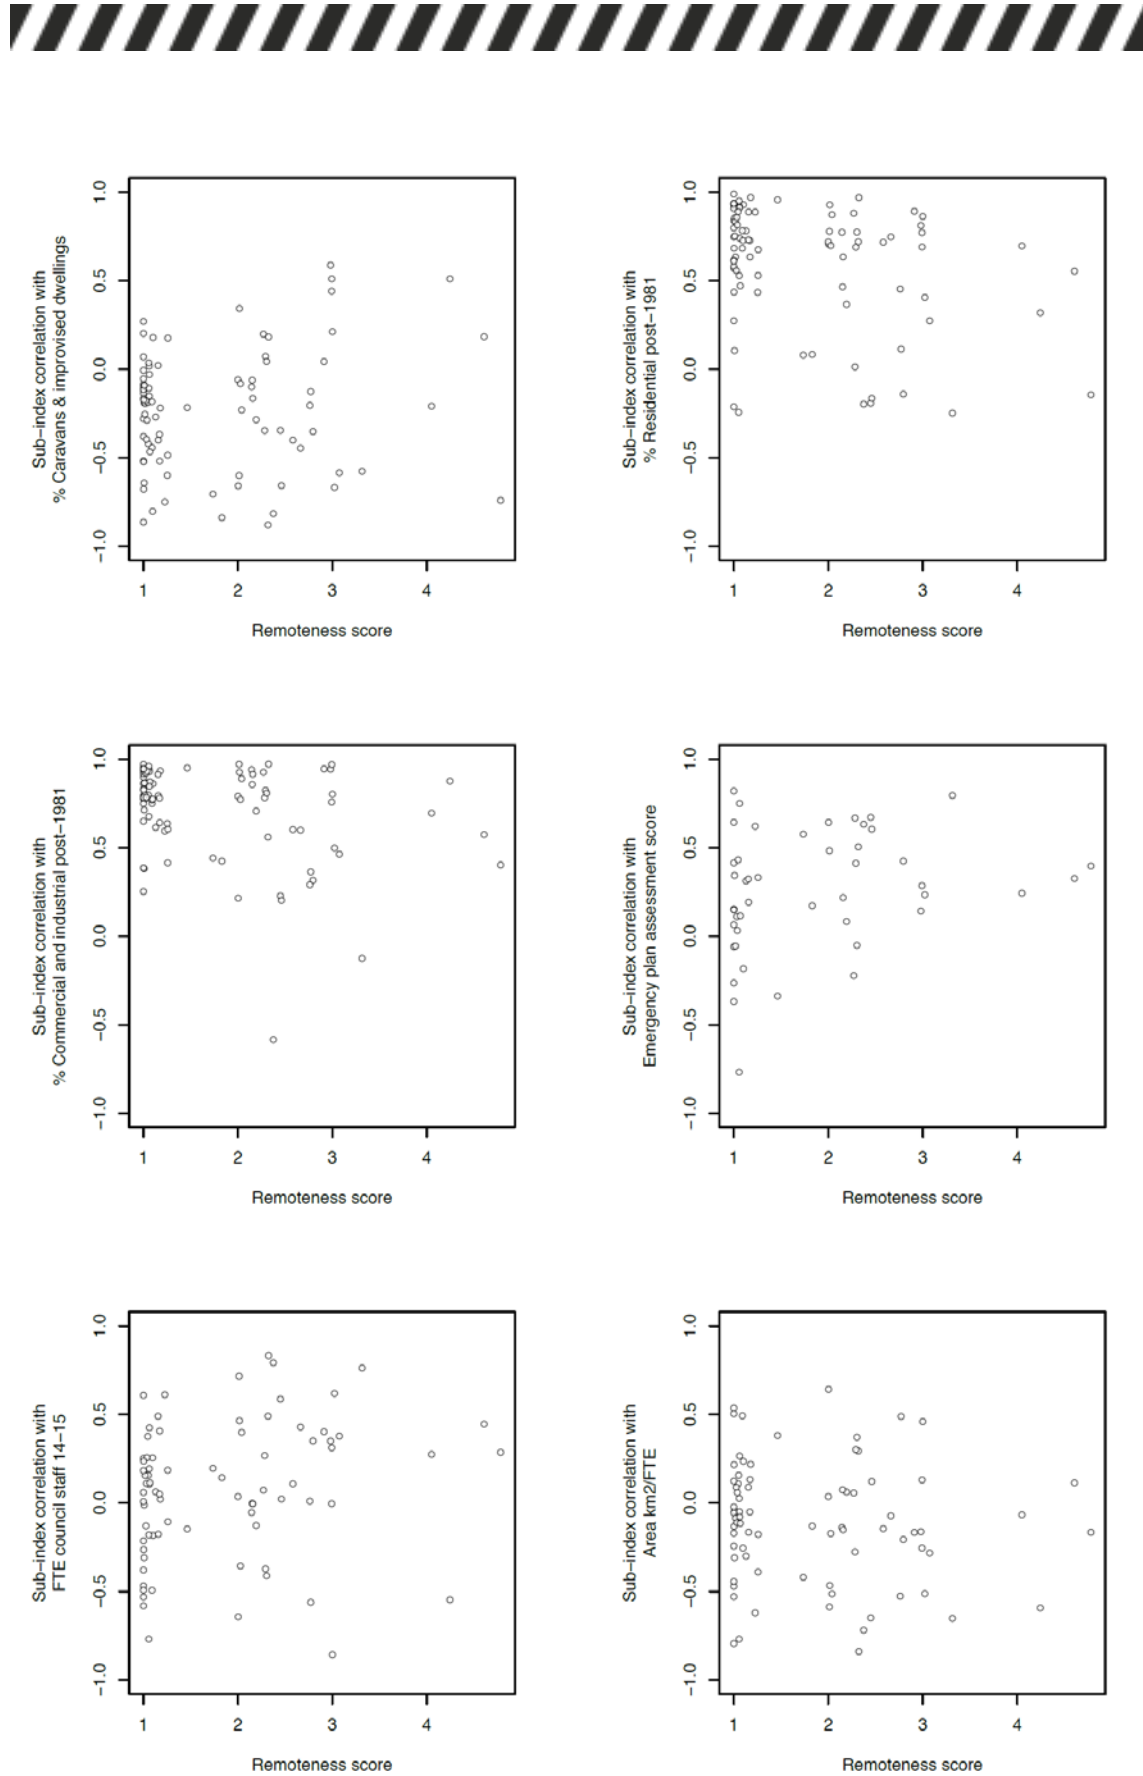 Sub-index correlation with
% Caravans & improvised dwellings
1.0
0.5
0.0
-0.5
-1.0
1 2 3 4
Remoteness score
Sub-index correlation with
% Residential post-1981
1.0
0.5
0.0
-0.5
-1.0
1 2 3 4
Remoteness score
Sub-index correlation with
% Commercial and industrial post-1981
1.0
0.5
0.0
-0.5
-1.0
1 2 3 4
Remoteness score
Sub-index correlation with
Emergency plan assessment score
1.0
0.5
0.0
-0.5
-1.0
1 2 3 4
Remoteness score
Sub-index correlation with
FTE council staff 14-15
1.0
0.5
0.0
-0.5
-1.0
1 2 3 4
Remoteness score
Sub-index correlation with
Area km2/FTE
1.0
0.5
0.0
-0.5
-1.0
1 2 3 4
Remoteness score